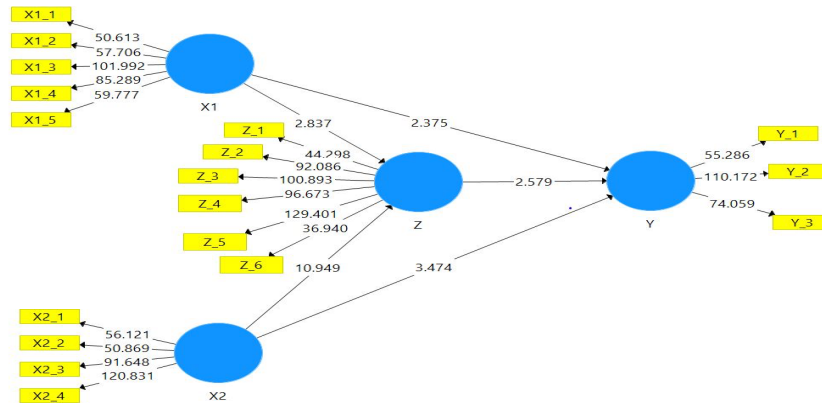 X1_1
50.613
X1_2
57.706
X1_3
101.992
X1_4
85.289
X1_5
59.777
X1
2.837
2.375
Z_1
44.298
Z_2
92.086
Z_3
100.893
Z_4
96.673
Z_5
129.401
Z_6
36.940
Z
2.579
10.949
3.474
Y
Y_1
55.286
Y_2
110.172
Y_3
74.059
X2_1
56.121
X2_2
50.869
X2_3
91.648
X2_4
120.831
X2